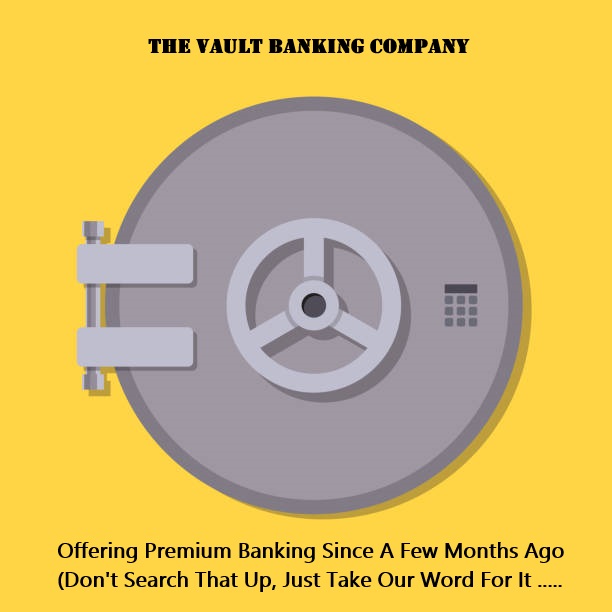 THE VAULT BANKING COMPANY
Offering Premium Banking Since A Few Months Ago
(Don't Search That Up, Just Take Our Word For It .....